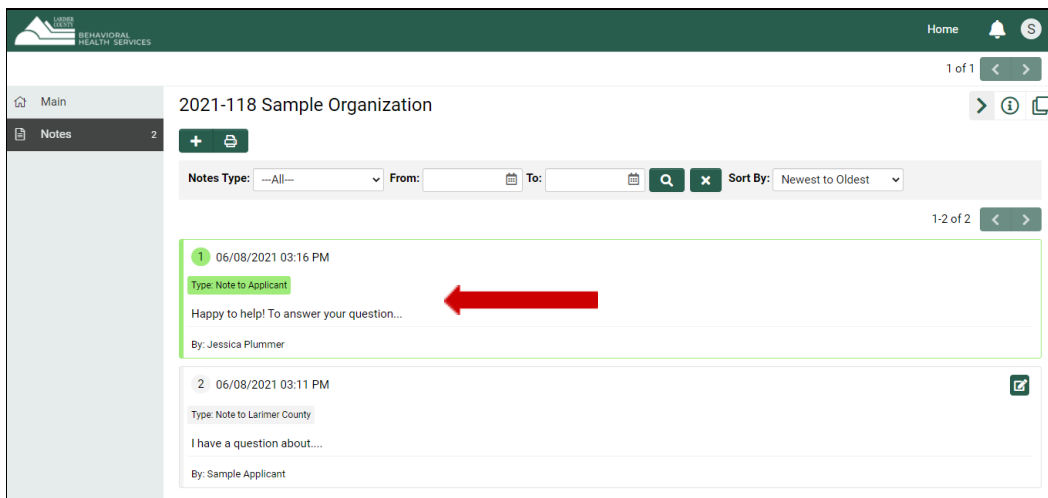 LARIMER
COUNTY
BEHAVIORAL
HEALTH SERVICES
Home
S
1 of 1
Main
2021-118 Sample Organization
Notes 2
Notes Type: ---All--- From: To: Sort By: Newest to Oldest
1-2 of 2
1 06/08/2021 03:16 PM
Type: Note to Applicant
Happy to help! To answer your question...
By: Jessica Plummer
2 06/08/2021 03:11 PM
Type: Note to Larimer County
I have a question about....
By: Sample Applicant